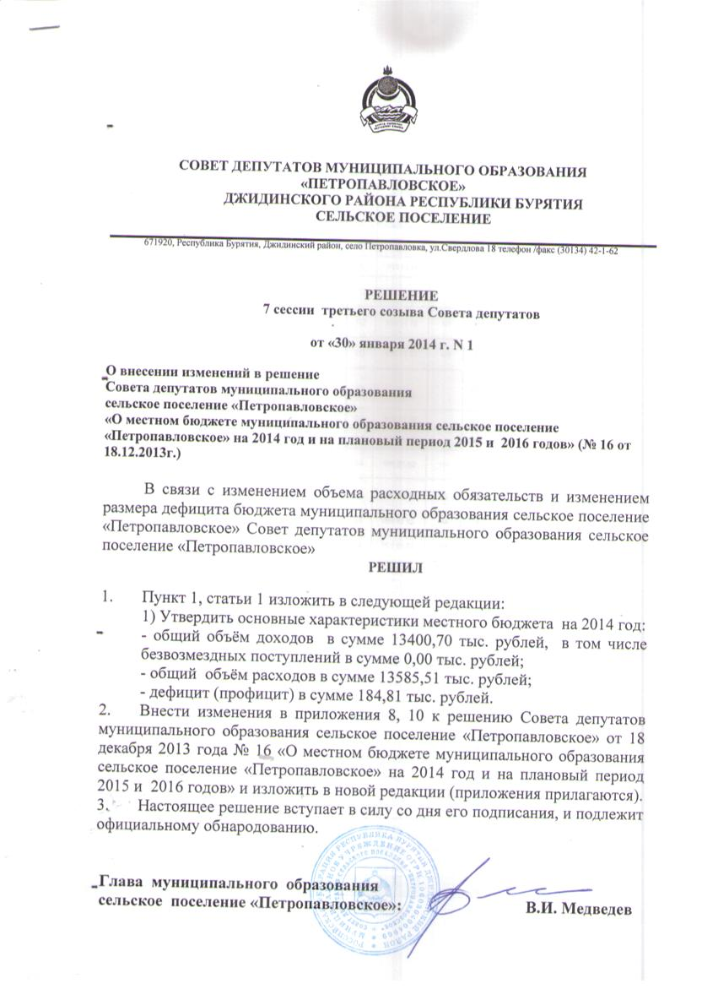 СОВЕТ ДЕПУТАТОВ МУНИЦИПАЛЬНОГО ОБРАЗОВАНИЯ
«ПЕТРОПАВЛОВСКОЕ»
ДЖИДИНСКОГО РАЙОНА РЕСПУБЛИКИ БУРЯТИЯ
СЕЛЬСКОЕ ПОСЕЛЕНИЕ
671920, Республика Бурятия, Джидинский район, село Петропавловка, ул.Свердлова 18 телефон /факс (30134) 42-1-62
РЕШЕНИЕ
7 сессии третьего созыва Совета депутатов
от «30» января 2014 г. N 1
О внесении изменений в решение
Совета депутатов муниципального образования
сельское поселение «Петропавловское»
«О местном бюджете муниципального образования сельское поселение
«Петропавловское» на 2014 год и на плановый период 2015 и 2016 годов» (№ 16 от
18.12.2013г.)
В связи с изменением объема расходных обязательств и изменением
размера дефицита бюджета муниципального образования сельское поселение
«Петропавловское» Совет депутатов муниципального образования сельское
поселение «Петропавловское»
РЕШИЛ
1. Пункт 1, статьи 1 изложить в следующей редакции:
1) Утвердить основные характеристики местного бюджета на 2014 год:
- общий объём доходов в сумме 13400,70 тыс. рублей, в том числе
безвозмездных поступлений в сумме 0,00 тыс. рублей;
- общий объём расходов в сумме 13585,51 тыс. рублей;
- дефицит (профицит) в сумме 184,81 тыс. рублей.
2. Внести изменения в приложения 8, 10 к решению Совета депутатов
муниципального образования сельское поселение «Петропавловское» от 18
декабря 2013 года № 16 «О местном бюджете муниципального образования
сельское поселение «Петропавловское» на 2014 год и на плановый период
2015 и 2016 годов» и изложить в новой редакции (приложения прилагаются).
3. Настоящее решение вступает в силу со дня его подписания, и подлежит
официальному обнародованию.
Глава муниципального образования
сельское поселение «Петропавловское»:
В.И. Медведев